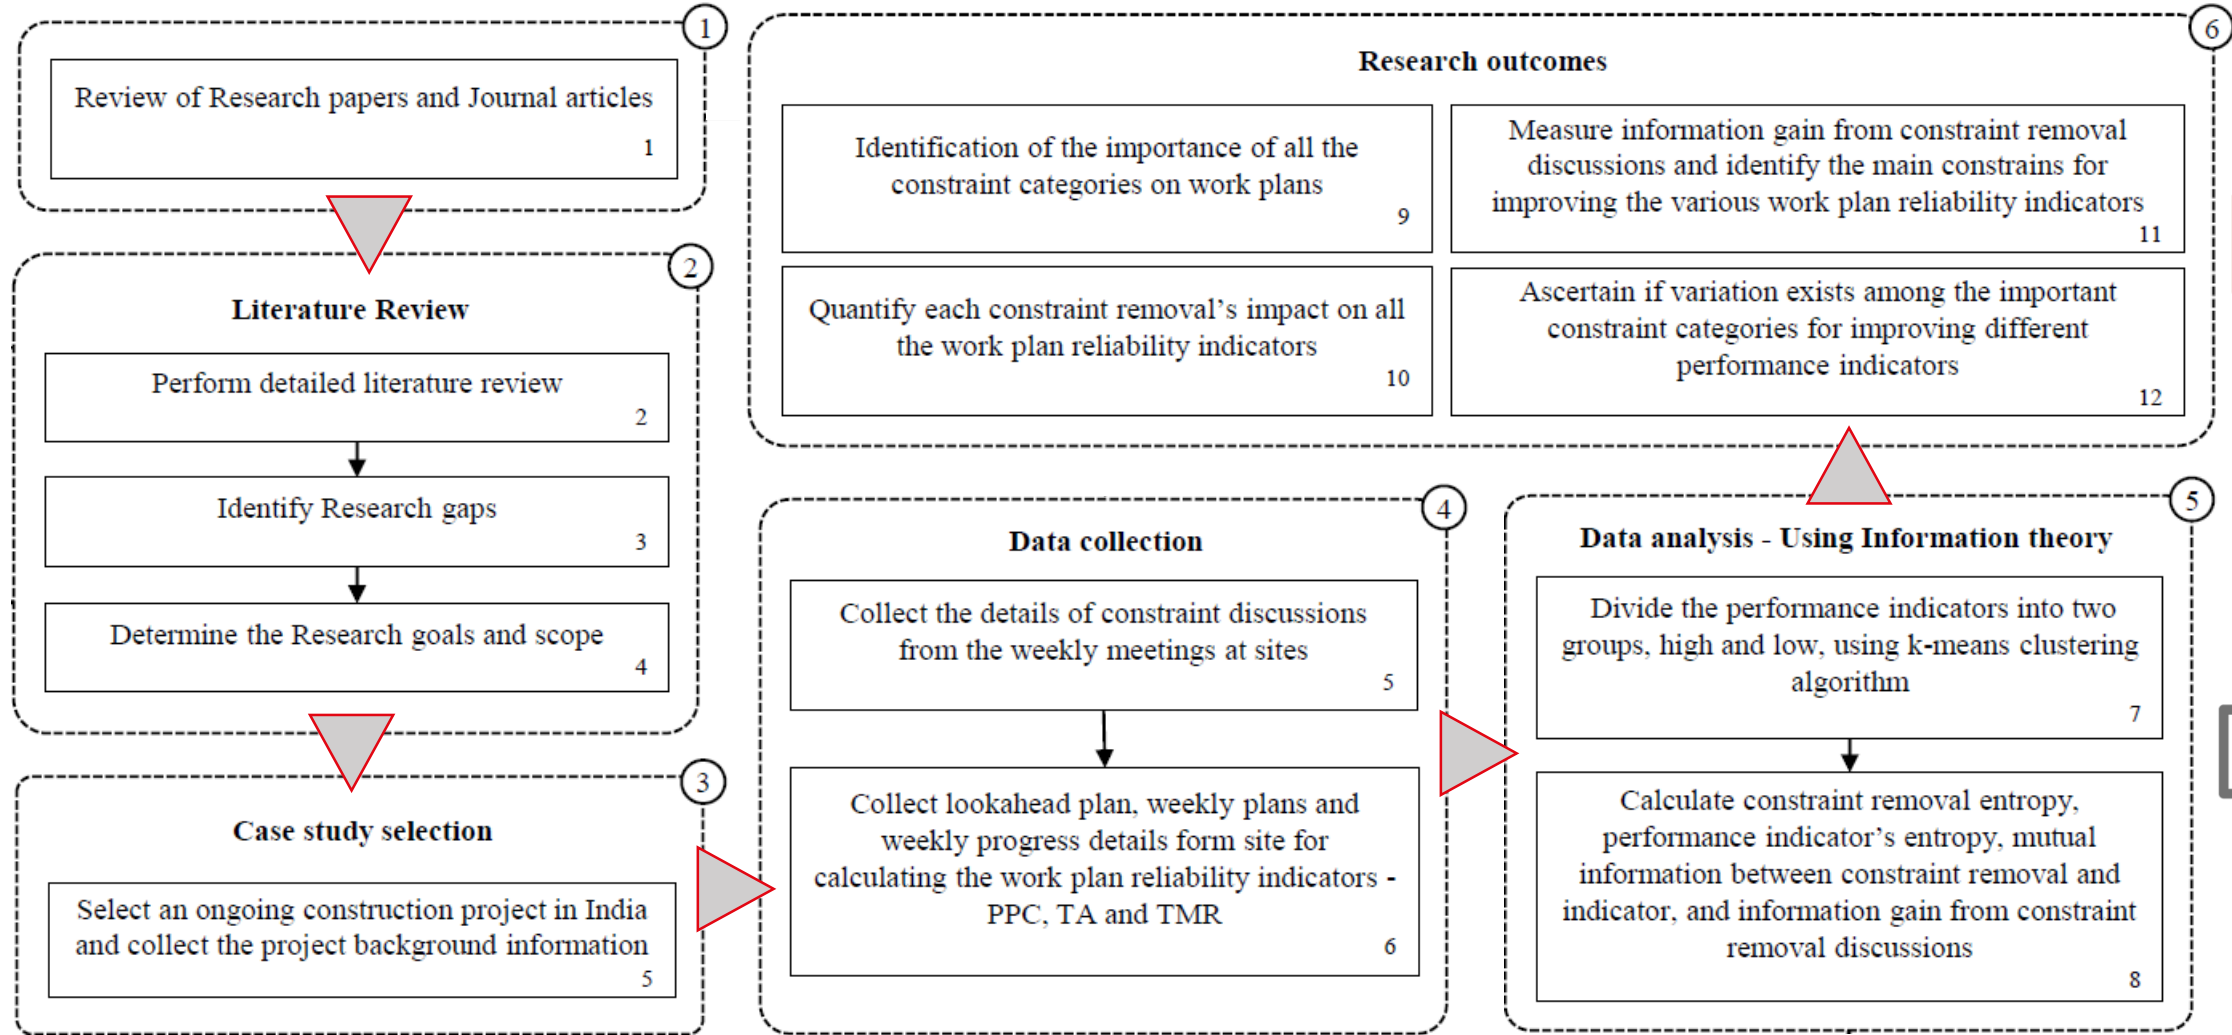 1
Review of Research papers and Journal articles
1
2
Literature Review
Perform detailed literature review
2
Identify Research gaps
3
Determine the Research goals and scope
4
3
Case study selection
Select an ongoing construction project in India
and collect the project background information
5
4
Data collection
Collect the details of constraint discussions
from the weekly meetings at sites
5
Collect lookahead plan, weekly plans and
weekly progress details form site for
calculating the work plan reliability indicators -
PPC, TA and TMR
6
5
Data analysis - Using Information theory
Divide the performance indicators into two
groups, high and low, using k-means clustering
algorithm
7
Calculate constraint removal entropy,
performance indicator’s entropy, mutual
information between constraint removal and
indicator, and information gain from constraint
removal discussions
8
6
Research outcomes
Identification of the importance of all the
constraint categories on work plans
9
Quantify each constraint removal’s impact on all
the work plan reliability indicators
10
Measure information gain from constraint removal
discussions and identify the main constrains for
improving the various work plan reliability indicators
11
Ascertain if variation exists among the important
constraint categories for improving different
performance indicators
12